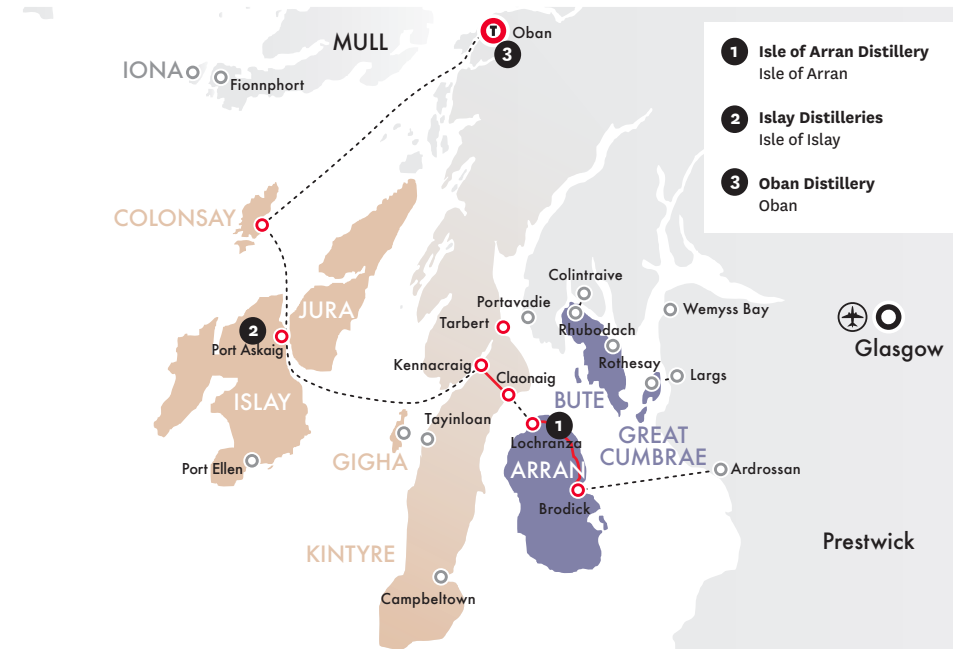 MULL
T
Oban
3
IONA
Fionnphort
1 Isle of Arran Distillery
Isle of Arran
2 Islay Distilleries
Isle of Islay
3 Oban Distillery
Oban
COLONSAY
JURA
2
Port Askaig
ISLAY
Port Ellen
Colintraive
Portavadie
Tarbert
Rhubodach
Wemyss Bay
Glasgow
Kennacraig
Rothesay
Claonaig
Largs
BUTE
Tayinloan
GIGHA
1
Lochranza
GREAT
CUMBRAE
ARRAN
Ardrossan
Brodick
Prestwick
KINTYRE
Campbeltown